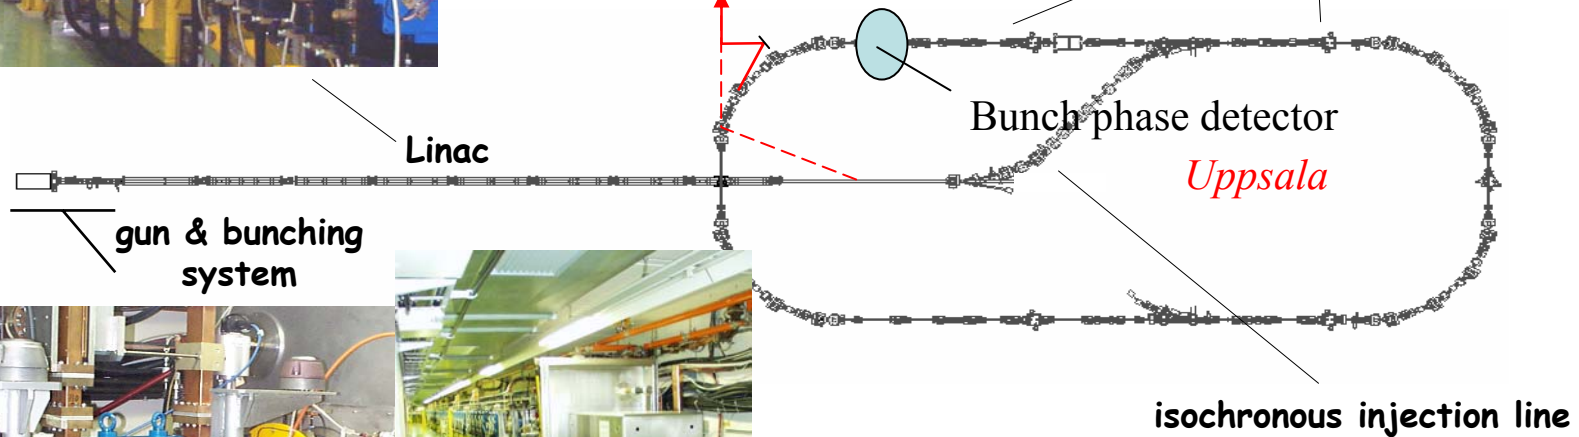 Bunch phase detector
Linac
Uppsala
gun & bunching
system
isochronous injection line